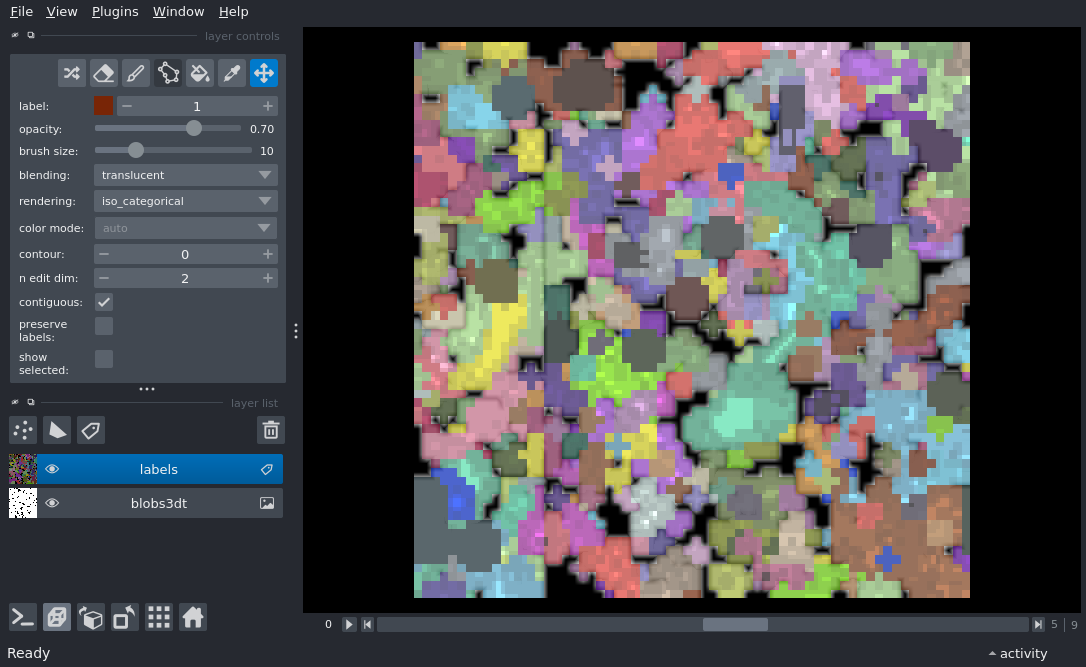 File View Plugins Window Help
layer controls
label: 1
opacity: 0.70
brush size: 10
blending: translucent
rendering: iso_categorical
color mode: auto
contour: 0
n edit dim: 2
contiguous:
preserve
labels:
show
selected:
layer list
labels
blobs3dt
0 5 | 9
Ready activity